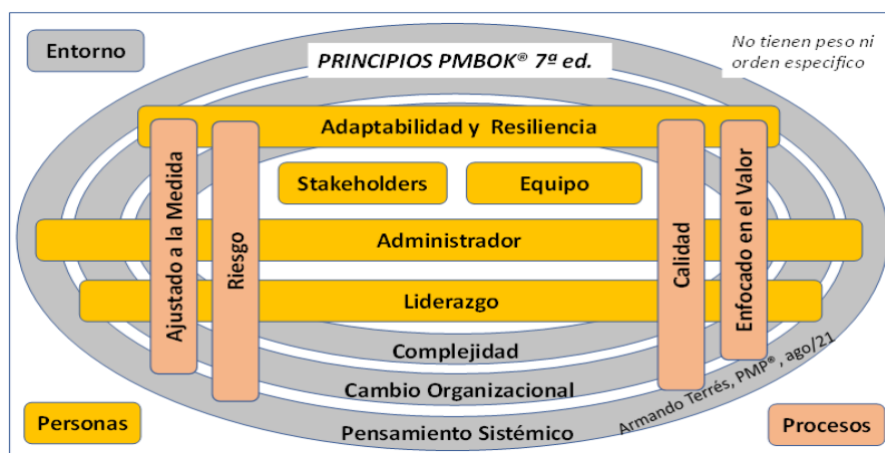 Entorno
PRINCIPIOS PMBOK® 7ª ed.
No tienen peso ni
orden especifico
Adaptabilidad y Resiliencia
Stakeholders
Equipo
Administrador
Liderazgo
Ajustado a la Medida
Riesgo
Calidad
Enfocado en el Valor
Complejidad
Cambio Organizacional
Pensamiento Sistémico
Armando Terrés, PMP® , ago/21
Personas
Procesos